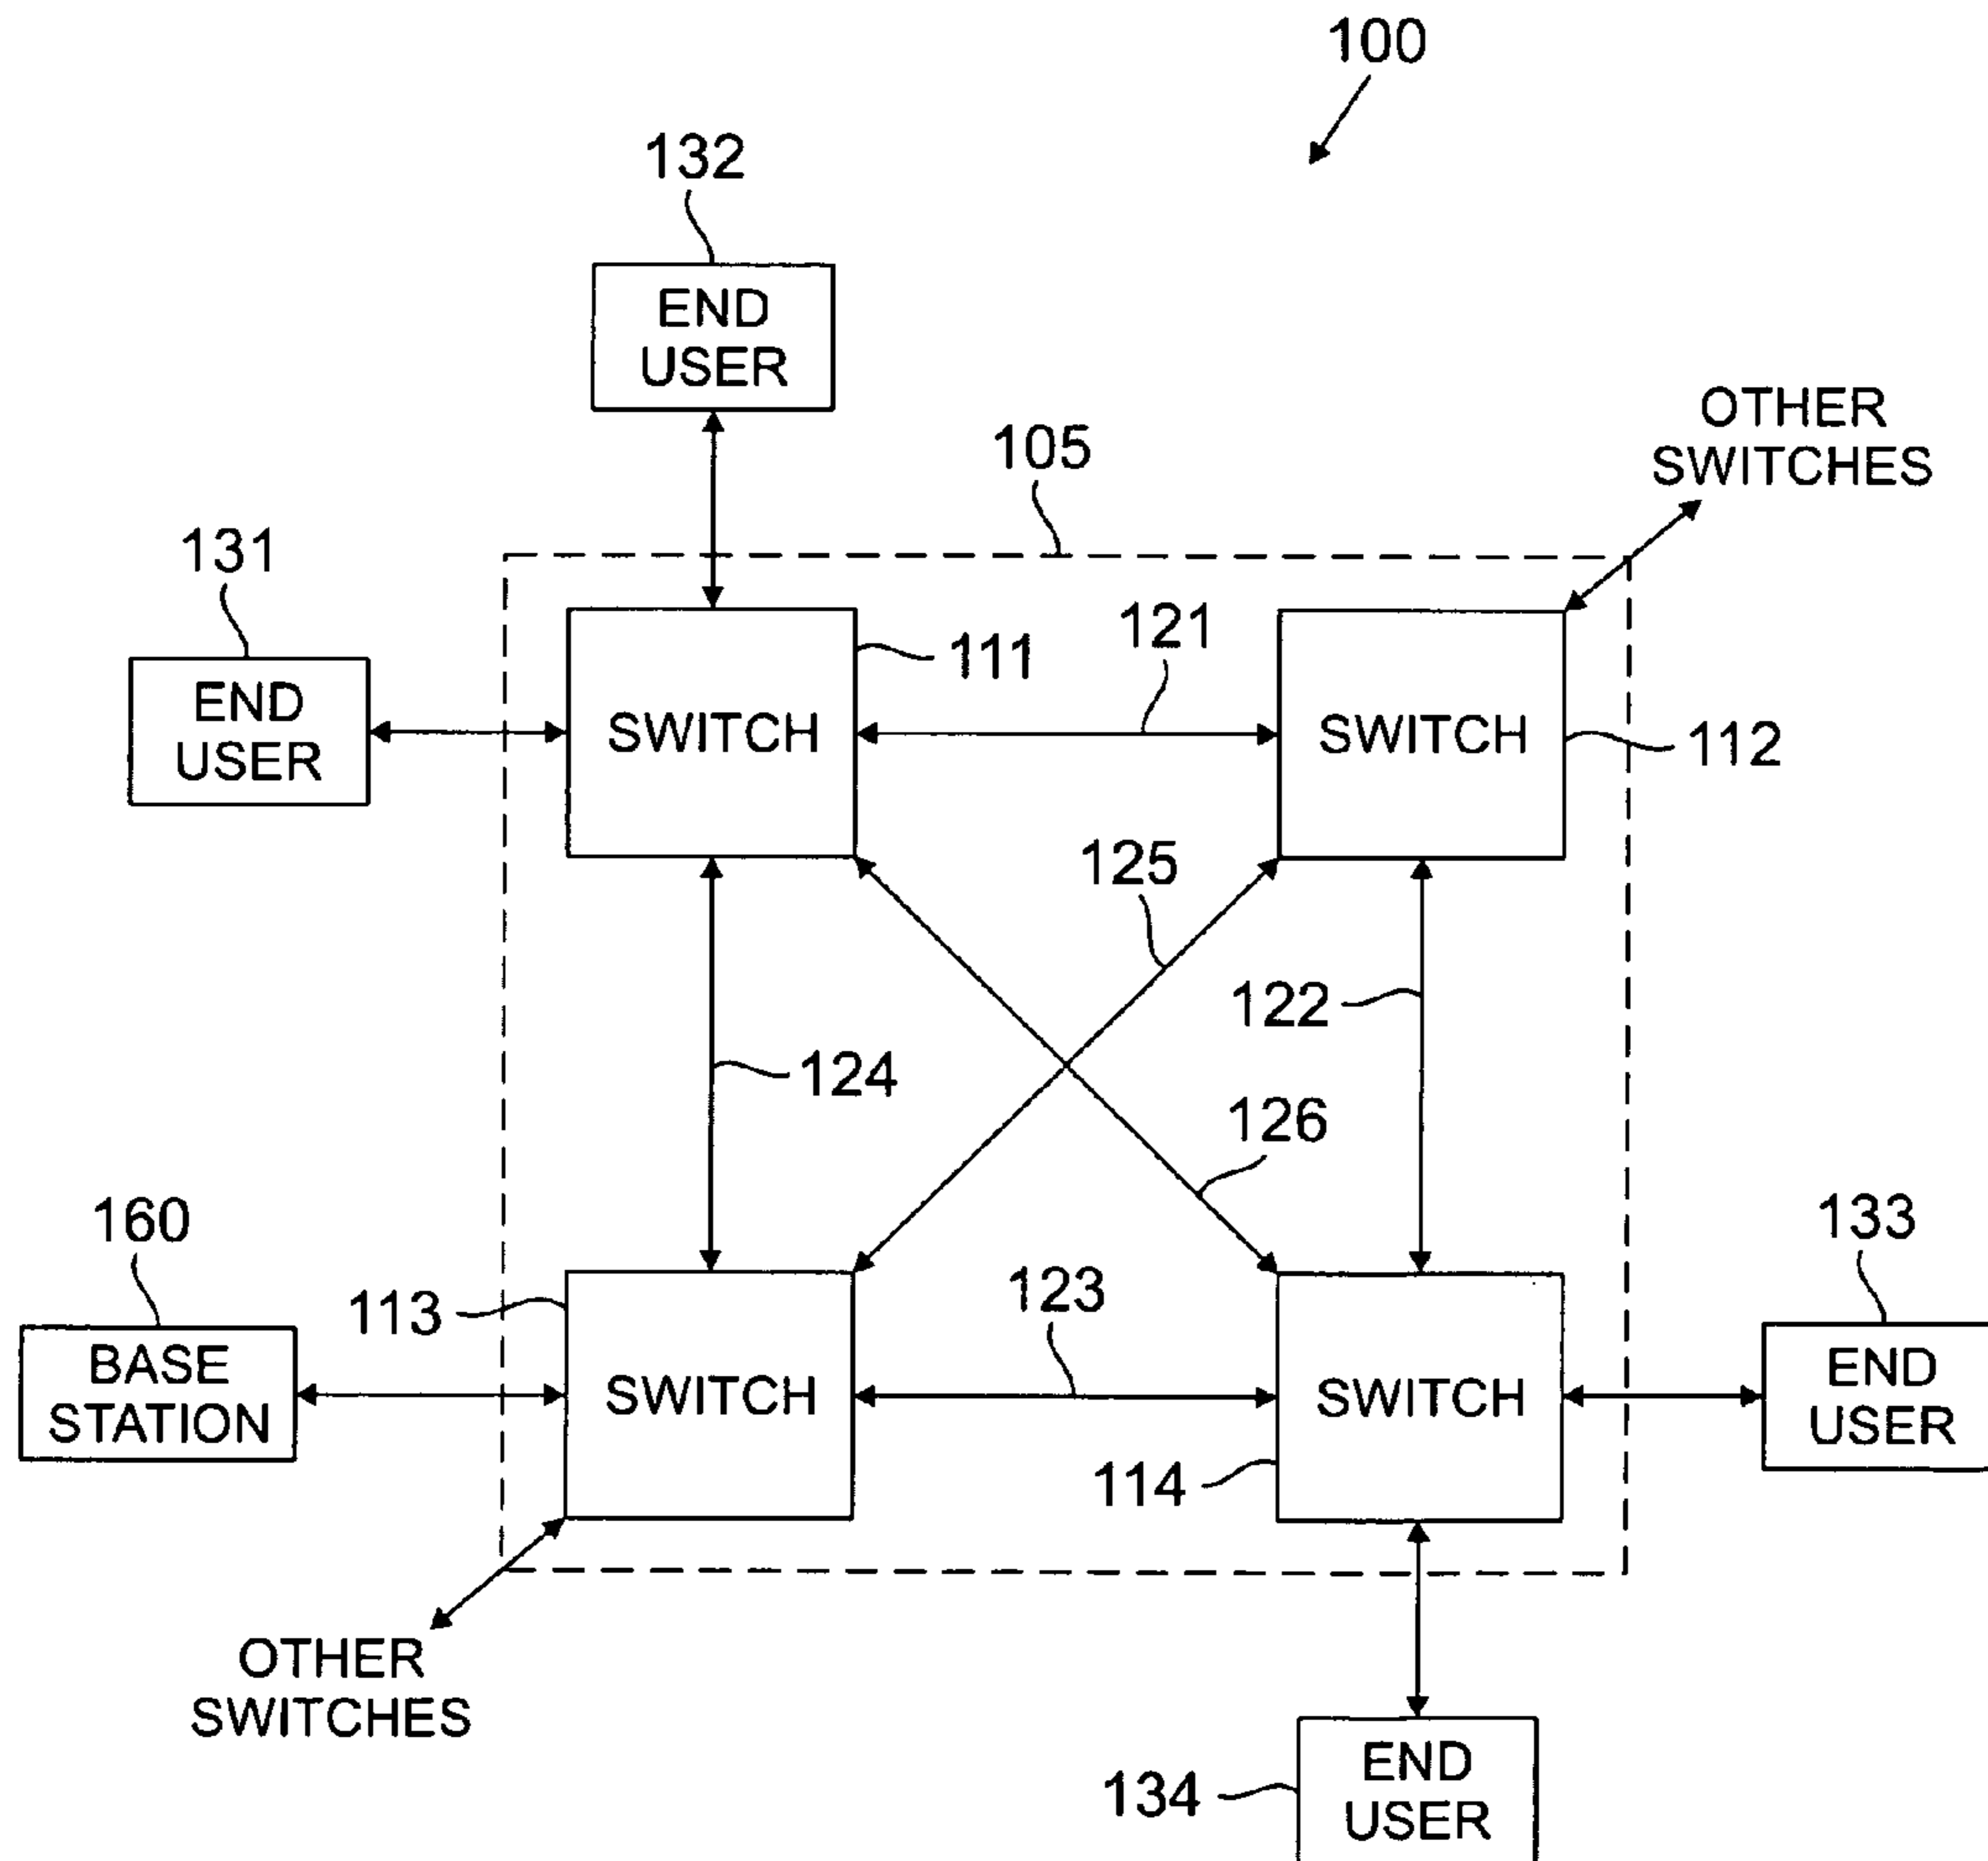 100
132
END
USER
OTHER
SWITCHES
105
131
END
USER
121
111
SWITCH
SWITCH
112
125
122
124
126
160
133
113
123
BASE
STATION
SWITCH
SWITCH
END
USER
114
OTHER
SWITCHES
134
END
USER